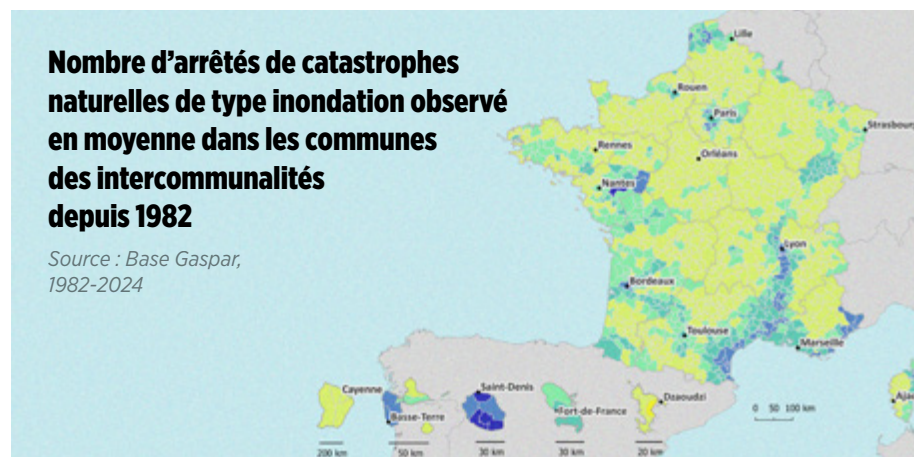 Nombre d'arrêtés de catastrophes
naturelles de type inondation observé
en moyenne dans les communes
des intercommunalités
depuis 1982
Source : Base Gaspar,
1982-2024
Lille
Rouen
Paris
Strasbourg
Rennes
Orléans
Nantes
Lyon
Bordeaux
Toulouse
Marseille
Cayenne
Saint-Denis
Dzaoudzi
Basse-Terre
Fort-de-France
Ajac
0 50 100 km
200 km
50 km
30 km
30 km
20 km